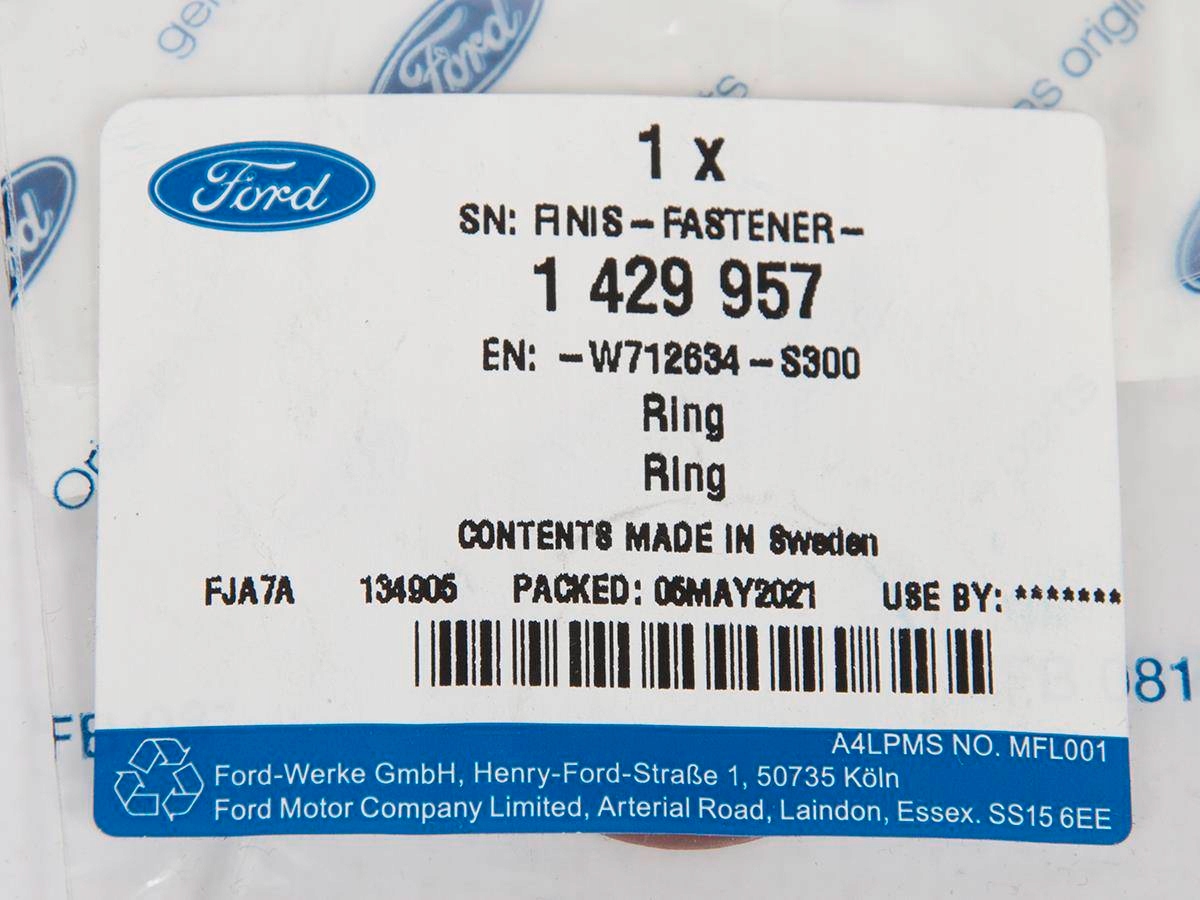 Ford
Ford
1 x
SN: FINIS - FASTENER -
1 429 957
EN: - W712634 - S300
Ring
Ring
CONTENTS MADE IN Sweden
FJA7A 134905 PACKED: 05MAY2021 USE BY: *******
A4LPMS NO. MFL001
Ford-Werke GmbH, Henry-Ford-Straße 1, 50735 Köln
Ford Motor Company Limited, Arterial Road, Laindon, Essex. SS15 6EE